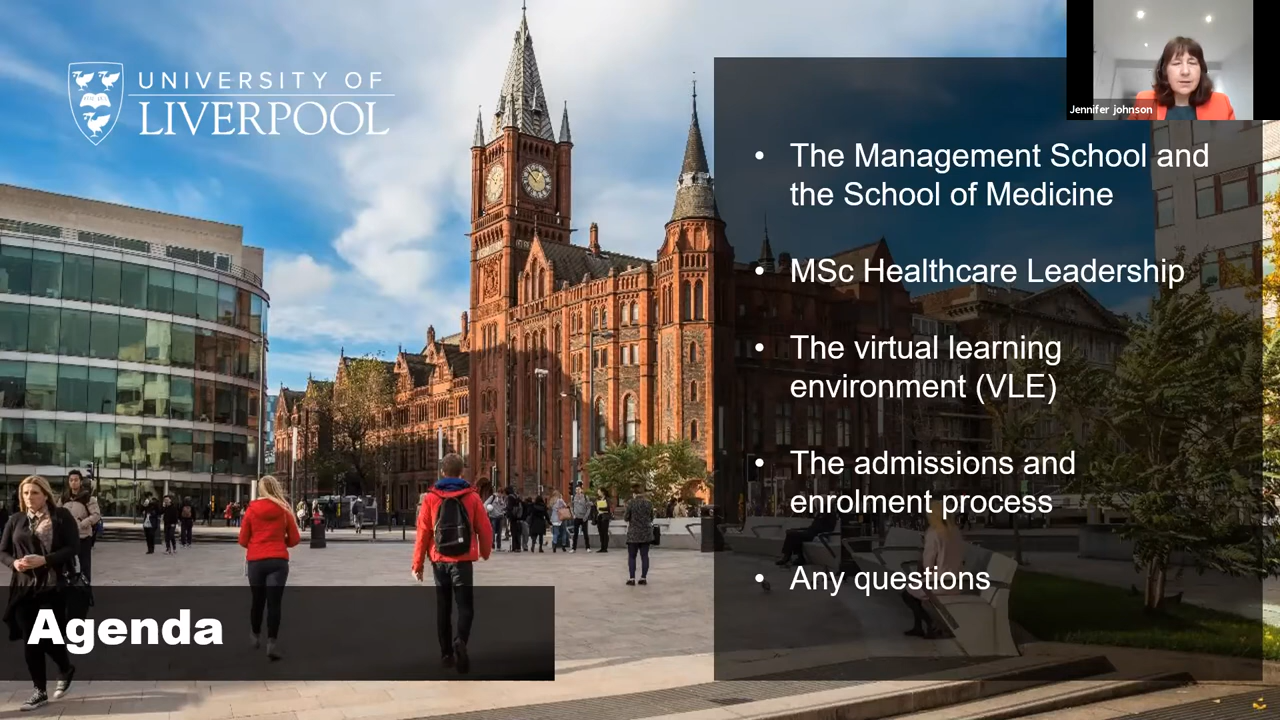 UNIVERSITY OF
LIVERPOOL
Jennifer johnson
• The Management School and
the School of Medicine
• MSc Healthcare Leadership
• The virtual learning
environment (VLE)
• The admissions and
enrolment process
• Any questions
Agenda